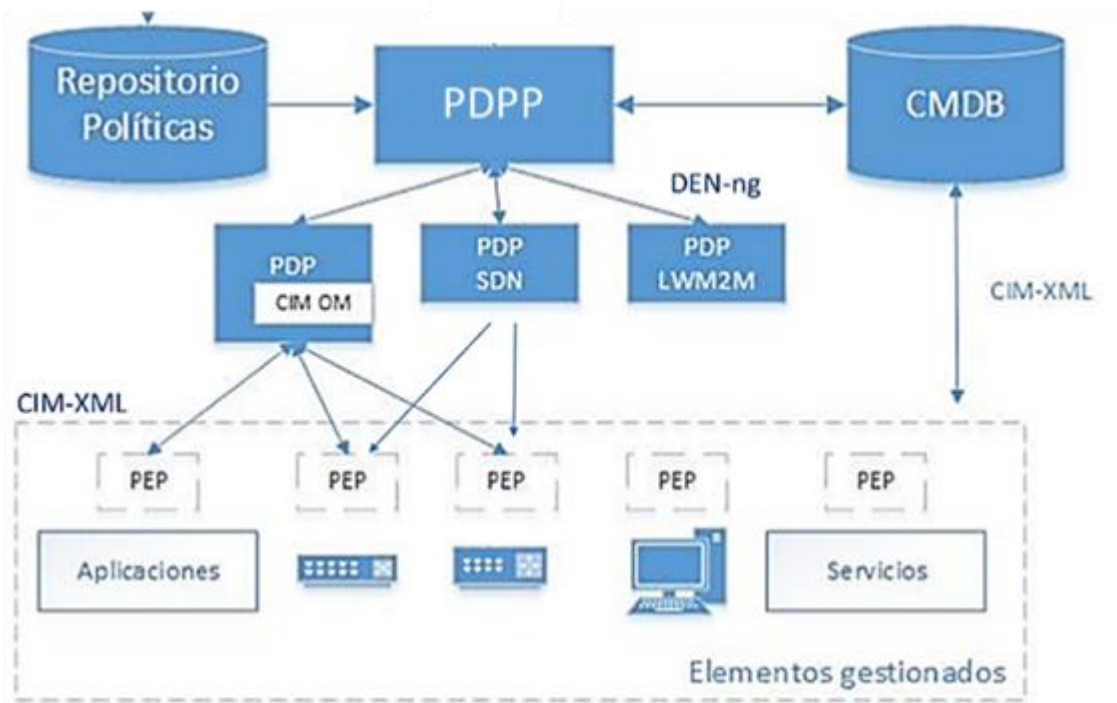 Repositorio
Políticas
PDPP
CMDB
DEN-ng
PDP
CIM OM
PDP
SDN
PDP
LWM2M
CIM-XML
CIM-XML
PEP
PEP
PEP
PEP
PEP
Aplicaciones
Servicios
Elementos gestionados